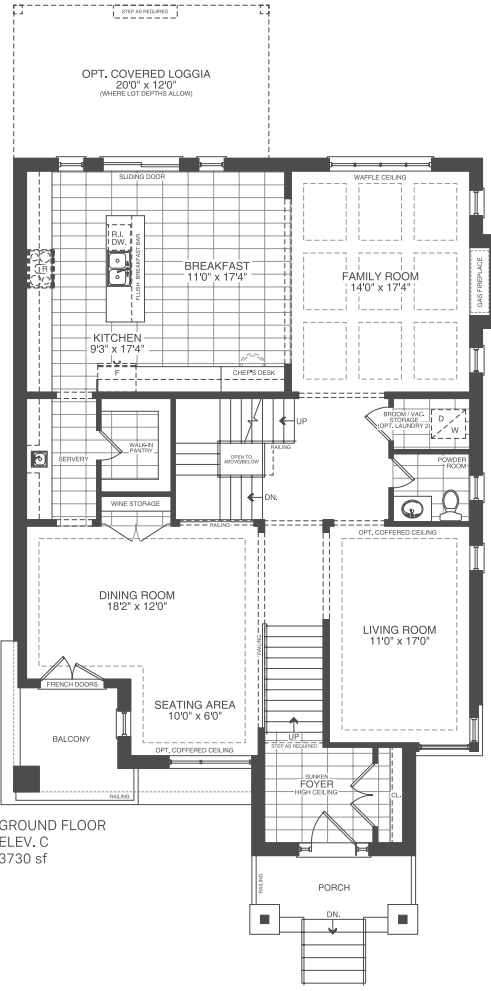 STEP AS REQUIRED
OPT. COVERED LOGGIA
20'0" x 12'0"
(WHERE LOT DEPTHS ALLOW)
SLIDING DOOR
WAFFLE CEILING
R.I.
DW.
FLUSH BREAKFAST BAR
BREAKFAST
11'0" x 17'4"
FAMILY ROOM
14'0" x 17'4"
GAS FIREPLACE
KITCHEN
9'3" x 17'4"
F
CHEF'S DESK
UP
RAILING
BROOM / VAC.
STORAGE
(OPT. LAUNDRY 2)
D
W
SERVERY
WALK-IN
PANTRY
OPEN TO
ABOVE/BELOW
POWDER
ROOM
DN.
WINE STORAGE
RAILING
OPT. COFFERED CEILING
DINING ROOM
18'2" x 12'0"
LIVING ROOM
11'0" x 17'0"
RAILING
FRENCH DOORS
SEATING AREA
10'0" x 6'0"
UP
STEP AS REQUIRED
BALCONY
OPT. COFFERED CEILING
SUNKEN
FOYER
HIGH CEILING
CL.
RAILING
GROUND FLOOR
ELEV. C
3730 sf
RAILING
PORCH
DN.